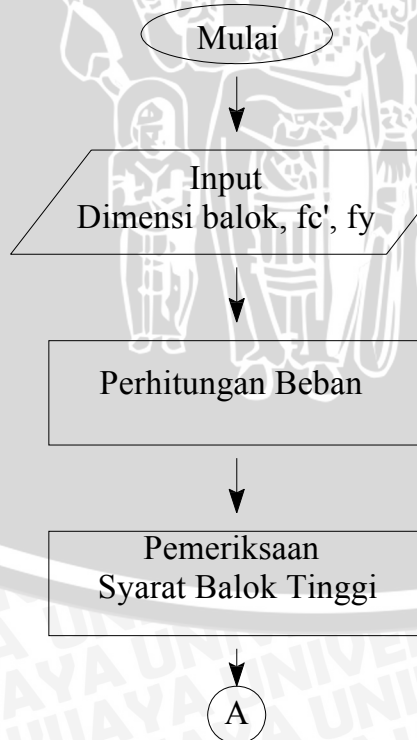 Mulai
Input
Dimensi balok, fc', fy
Perhitungan Beban
Pemeriksaan
Syarat Balok Tinggi
A